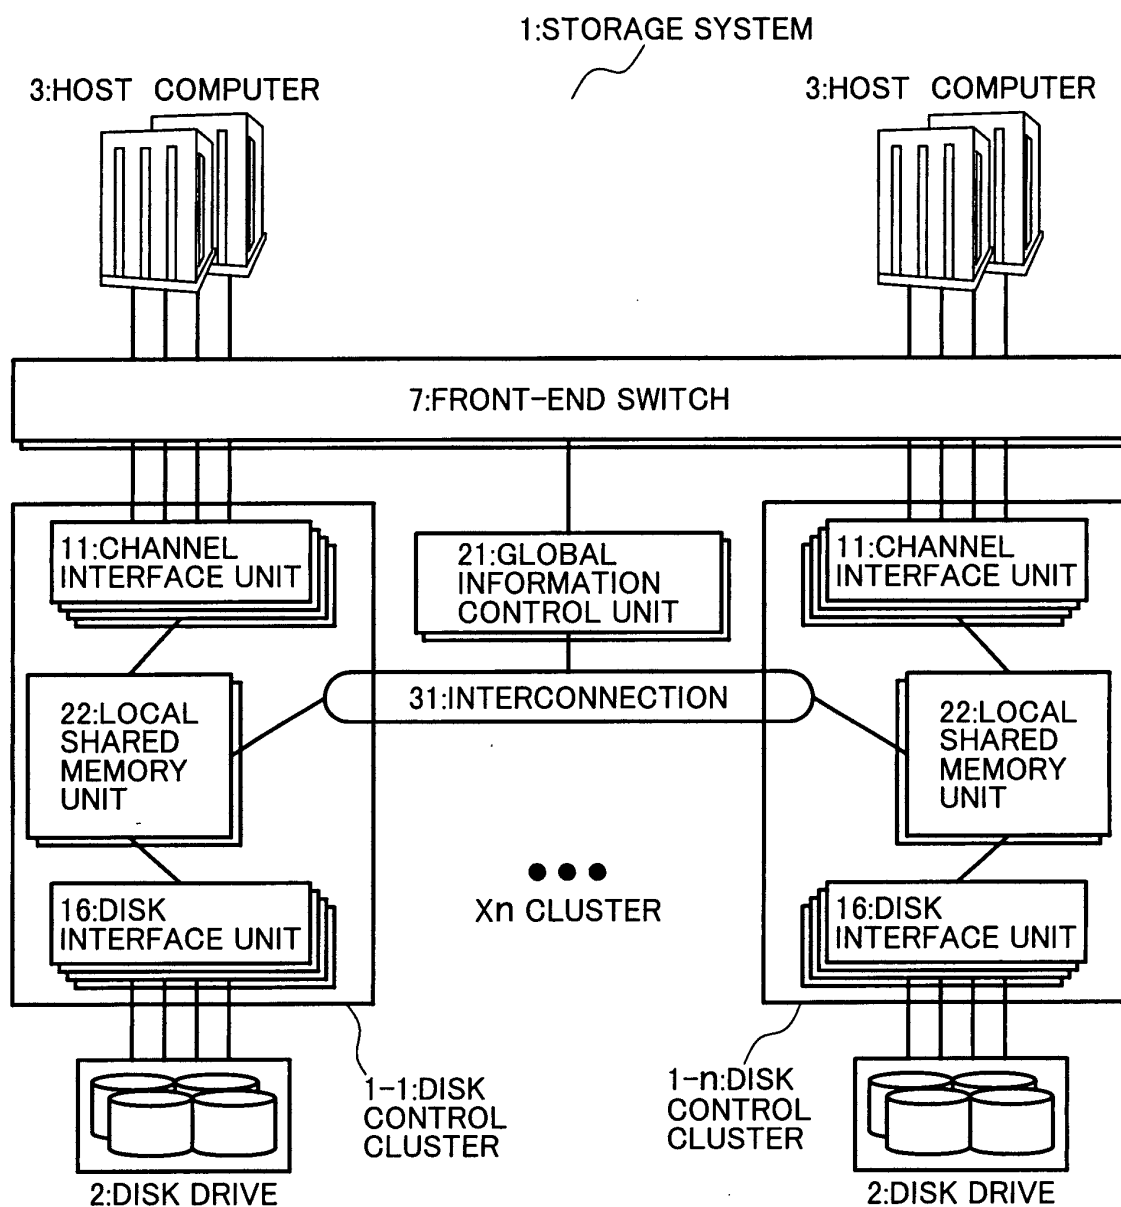 1:STORAGE SYSTEM
3:HOST COMPUTER
3:HOST COMPUTER
7:FRONT-END SWITCH
11:CHANNEL
INTERFACE UNIT
21:GLOBAL
INFORMATION
CONTROL UNIT
11:CHANNEL
INTERFACE UNIT
22:LOCAL
SHARED
MEMORY
UNIT
31:INTERCONNECTION
22:LOCAL
SHARED
MEMORY
UNIT
16:DISK
INTERFACE UNIT
Xn CLUSTER
16:DISK
INTERFACE UNIT
1-1:DISK
CONTROL
CLUSTER
1-n:DISK
CONTROL
CLUSTER
2:DISK DRIVE
2:DISK DRIVE